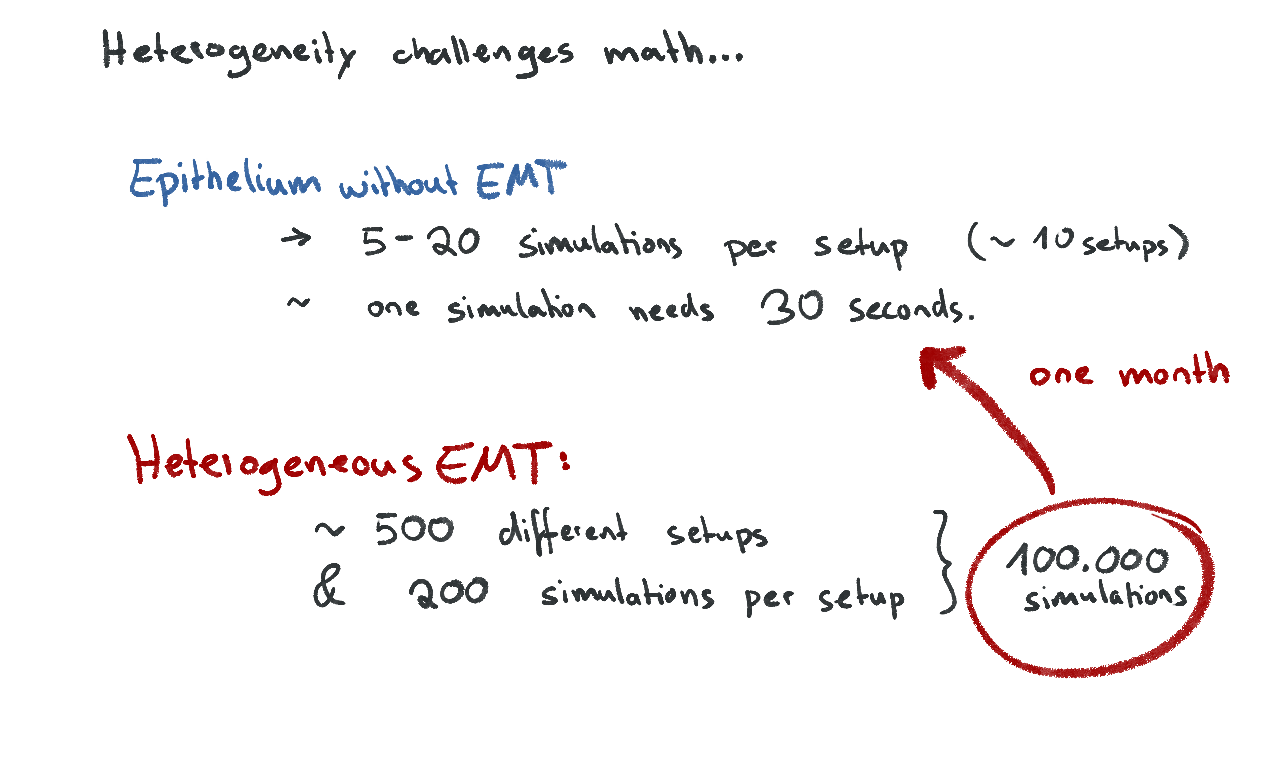 Heterogeneity challenges math...
Epithelium without EMT
→ 5-20 simulations per setup (~ 10 setups)
~ one simulation needs 30 seconds.
one month
Heterogeneous EMT:
~ 500 different setups
& 200 simulations per setup
100.000
simulations